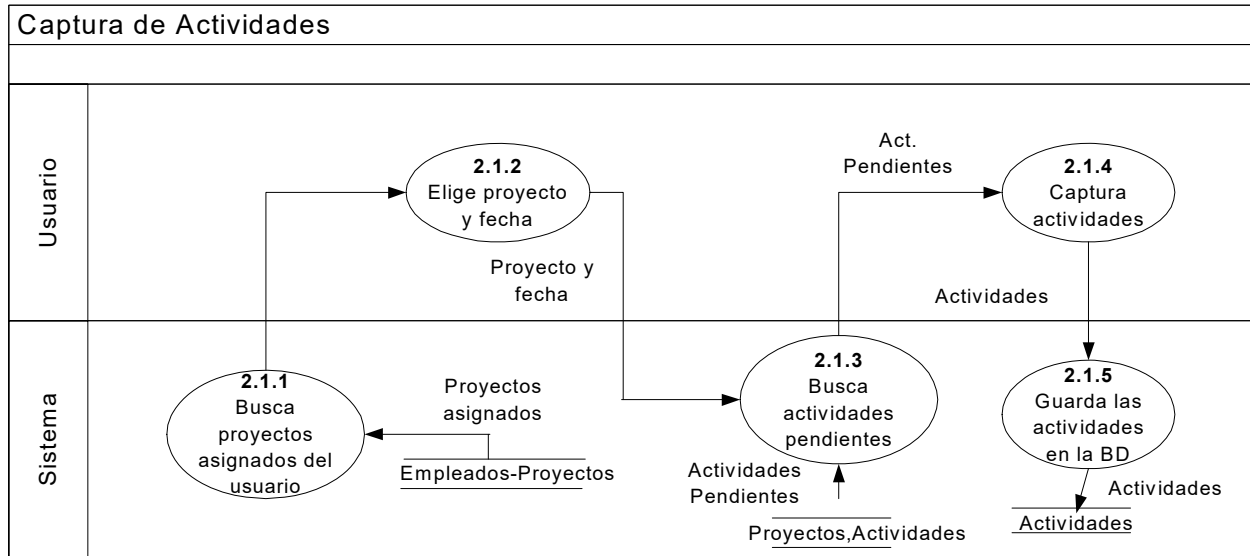 Captura de Actividades
Usuario
2.1.2
Elige proyecto
y fecha
Act.
Pendientes
2.1.4
Captura
actividades
Proyecto y
fecha
Actividades
Sistema
2.1.1
Busca
proyectos
asignados del
usuario
Proyectos
asignados
Empleados-Proyectos
2.1.3
Busca
actividades
pendientes
Actividades
Pendientes
Proyectos,Actividades
2.1.5
Guarda las
actividades
en la BD
Actividades
Actividades